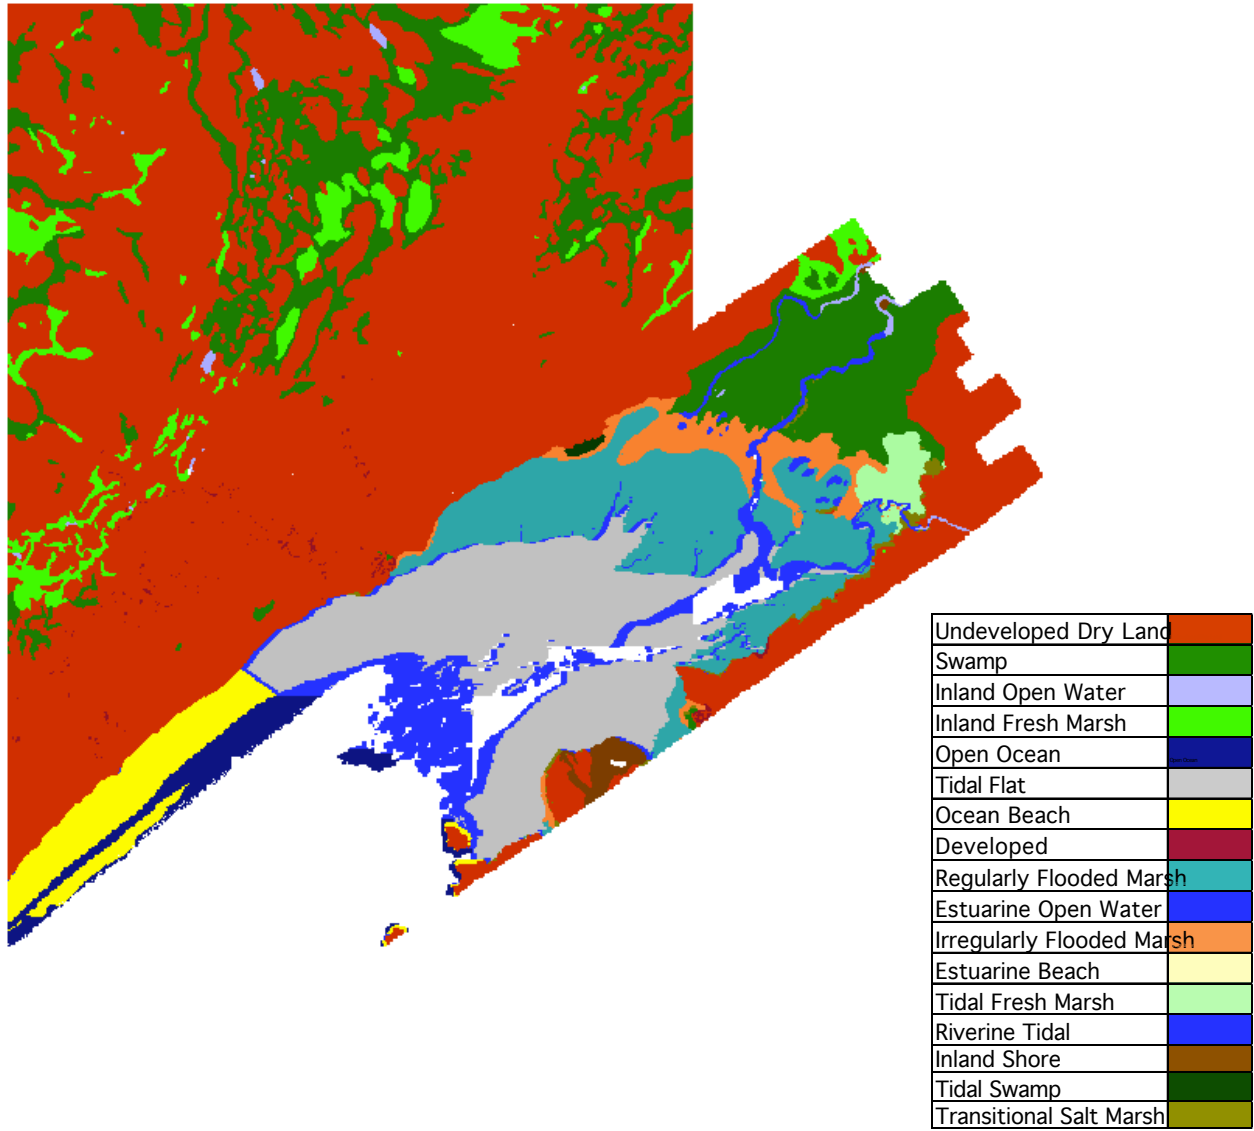 Undeveloped Dry Land
Swamp
Inland Open Water
Inland Fresh Marsh
Open Ocean
Tidal Flat
Ocean Beach
Developed
Regularly Flooded Marsh
Estuarine Open Water
Irregularly Flooded Marsh
Estuarine Beach
Tidal Fresh Marsh
Riverine Tidal
Inland Shore
Tidal Swamp
Transitional Salt Marsh